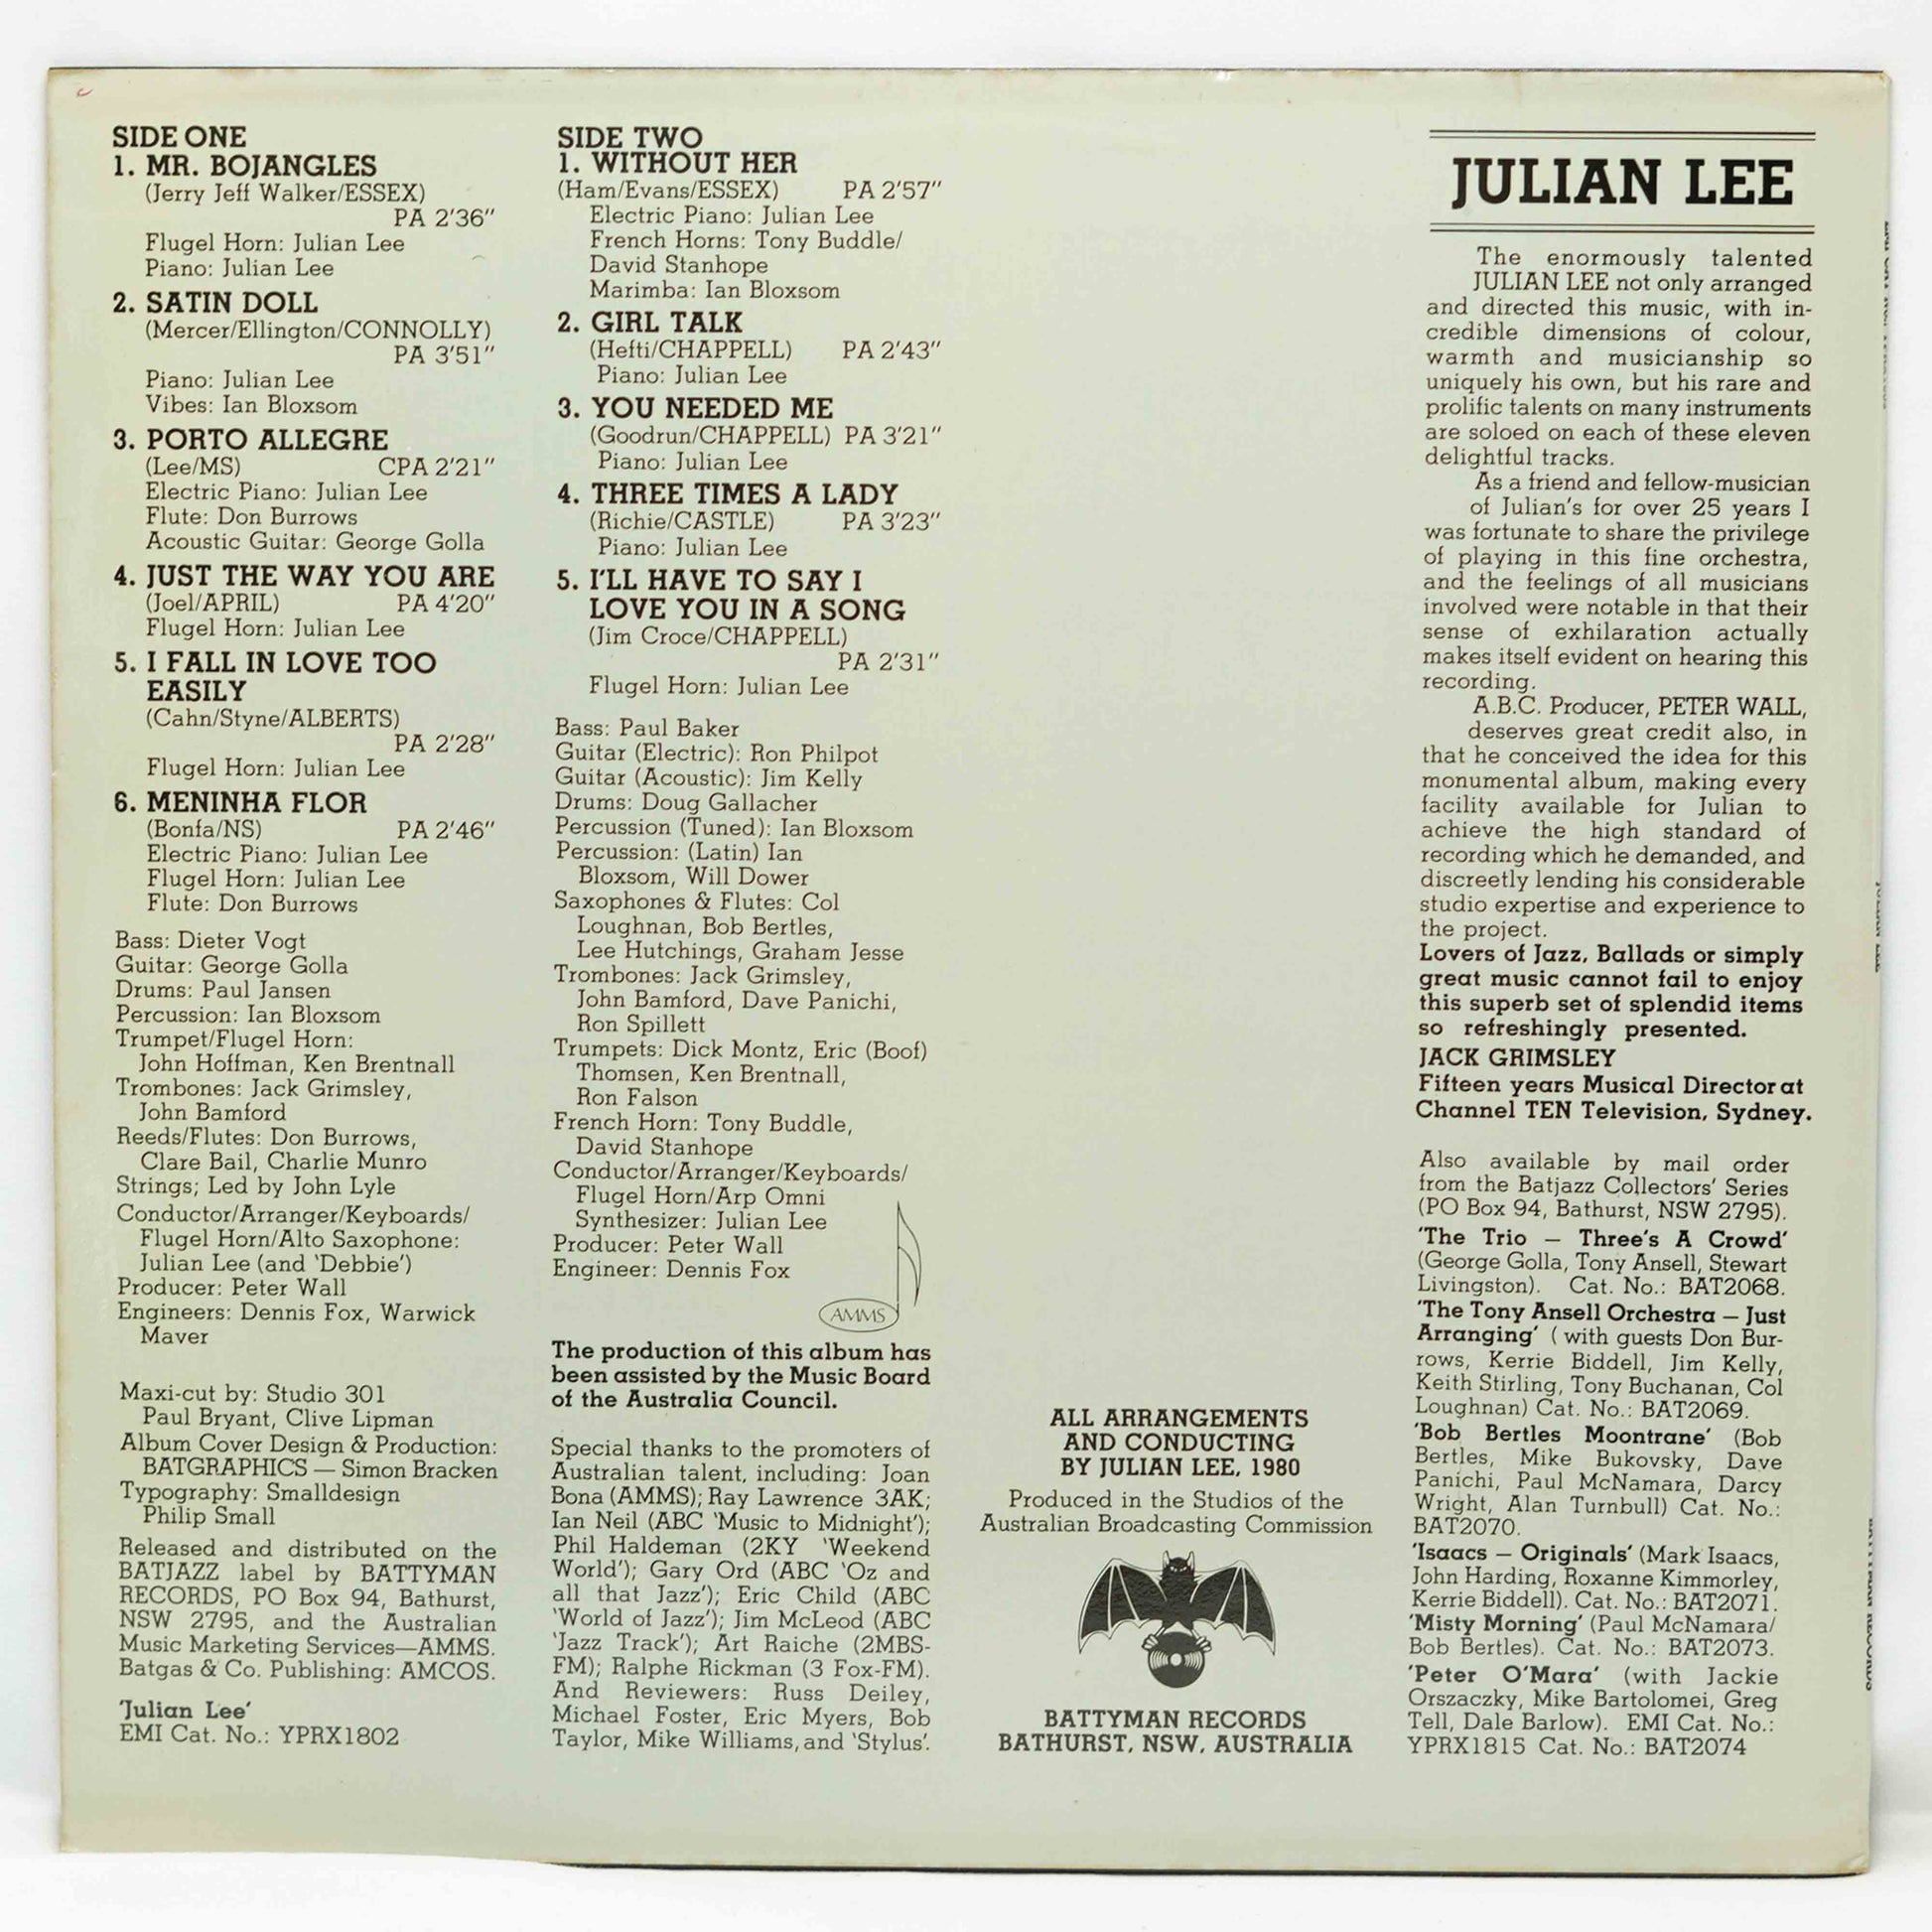 SIDE ONE
1. MR. BOJANGLES
(Jerry Jeff Walker/ESSEX)
PA 2'36"
Flugel Horn: Julian Lee
Piano: Julian Lee
2. SATIN DOLL
(Mercer/Ellington/CONNOLLY)
PA 3'51"
Piano: Julian Lee
Vibes: Ian Bloxsom
3. PORTO ALLEGRE
(Lee/MS) CPA 2'21"
Electric Piano: Julian Lee
Flute: Don Burrows
Acoustic Guitar: George Golla
4. JUST THE WAY YOU ARE
(Joel/APRIL) PA 4'20"
Flugel Horn: Julian Lee
5. I FALL IN LOVE TOO
EASILY
(Cahn/Styne/ALBERTS)
PA 2'28"
Flugel Horn: Julian Lee
6. MENINHA FLOR
(Bonfa/NS) PA 2'46"
Electric Piano: Julian Lee
Flugel Horn: Julian Lee
Flute: Don Burrows
Bass: Dieter Vogt
Guitar: George Golla
Drums: Paul Jansen
Percussion: Ian Bloxsom
Trumpet/Flugel Horn:
John Hoffman, Ken Brentnall
Trombones: Jack Grimsley,
John Bamford
Reeds/Flutes: Don Burrows,
Clare Bail, Charlie Munro
Strings; Led by John Lyle
Conductor/Arranger/Keyboards/
Flugel Horn/Alto Saxophone:
Julian Lee (and 'Debbie')
Producer: Peter Wall
Engineers: Dennis Fox, Warwick
Maver
Maxi-cut by: Studio 301
Paul Bryant, Clive Lipman
Album Cover Design & Production:
BATGRAPHICS — Simon Bracken
Typography: Smalldesign
Philip Small
Released and distributed on the
BATJAZZ label by BATTYMAN
RECORDS, PO Box 94, Bathurst,
NSW 2795, and the Australian
Music Marketing Services—AMMS.
Batgas & Co. Publishing: AMCOS.
'Julian Lee'
EMI Cat. No.: YPRX1802
SIDE TWO
1. WITHOUT HER
(Ham/Evans/ESSEX) PA 2'57"
Electric Piano: Julian Lee
French Horns: Tony Buddle/
David Stanhope
Marimba: Ian Bloxsom
2. GIRL TALK
(Hefti/CHAPPELL) PA 2'43"
Piano: Julian Lee
3. YOU NEEDED ME
(Goodrun/CHAPPELL) PA 3'21"
Piano: Julian Lee
4. THREE TIMES A LADY
(Richie/CASTLE) PA 3'23"
Piano: Julian Lee
5. I'LL HAVE TO SAY I
LOVE YOU IN A SONG
(Jim Croce/CHAPPELL)
PA 2'31"
Flugel Horn: Julian Lee
Bass: Paul Baker
Guitar (Electric): Ron Philpot
Guitar (Acoustic): Jim Kelly
Drums: Doug Gallacher
Percussion (Tuned): Ian Bloxsom
Percussion: (Latin) Ian
Bloxsom, Will Dower
Saxophones & Flutes: Col
Loughnan, Bob Bertles,
Lee Hutchings, Graham Jesse
Trombones: Jack Grimsley,
John Bamford, Dave Panichi,
Ron Spillett
Trumpets: Dick Montz, Eric (Boof)
Thomsen, Ken Brentnall,
Ron Falson
French Horn: Tony Buddle,
David Stanhope
Conductor/Arranger/Keyboards/
Flugel Horn/Arp Omni
Synthesizer: Julian Lee
Producer: Peter Wall
Engineer: Dennis Fox
AMMS
The production of this album has
been assisted by the Music Board
of the Australia Council.
Special thanks to the promoters of
Australian talent, including: Joan
Bona (AMMS); Ray Lawrence 3AK;
Ian Neil (ABC 'Music to Midnight');
Phil Haldeman (2KY 'Weekend
World'); Gary Ord (ABC 'Oz and
all that Jazz'); Eric Child (ABC
'World of Jazz'); Jim McLeod (ABC
'Jazz Track'); Art Raiche (2MBS-
FM); Ralphe Rickman (3 Fox-FM).
And Reviewers: Russ Deiley,
Michael Foster, Eric Myers, Bob
Taylor, Mike Williams, and 'Stylus'.
ALL ARRANGEMENTS
AND CONDUCTING
BY JULIAN LEE, 1980
Produced in the Studios of the
Australian Broadcasting Commission
BATTYMAN RECORDS
BATHURST, NSW, AUSTRALIA
JULIAN LEE
The enormously talented
JULIAN LEE not only arranged
and directed this music, with in-
credible dimensions of colour,
warmth and musicianship so
uniquely his own, but his rare and
prolific talents on many instruments
are soloed on each of these eleven
delightful tracks.
As a friend and fellow-musician
of Julian's for over 25 years I
was fortunate to share the privilege
of playing in this fine orchestra,
and the feelings of all musicians
involved were notable in that their
sense of exhilaration actually
makes itself evident on hearing this
recording.
A.B.C. Producer, PETER WALL,
deserves great credit also, in
that he conceived the idea for this
monumental album, making every
facility available for Julian to
achieve the high standard of
recording which he demanded, and
discreetly lending his considerable
studio expertise and experience to
the project.
Lovers of Jazz, Ballads or simply
great music cannot fail to enjoy
this superb set of splendid items
so refreshingly presented.
JACK GRIMSLEY
Fifteen years Musical Director at
Channel TEN Television, Sydney.
Also available by mail order
from the Batjazz Collectors' Series
(PO Box 94, Bathurst, NSW 2795).
'The Trio — Three's A Crowd'
(George Golla, Tony Ansell, Stewart
Livingston). Cat. No.: BAT2068.
'The Tony Ansell Orchestra — Just
Arranging' ( with guests Don Bur-
rows, Kerrie Biddell, Jim Kelly,
Keith Stirling, Tony Buchanan, Col
Loughnan) Cat. No.: BAT2069.
'Bob Bertles Moontrane' (Bob
Bertles, Mike Bukovsky, Dave
Panichi, Paul McNamara, Darcy
Wright, Alan Turnbull) Cat. No.:
BAT2070.
'Isaacs — Originals' (Mark Isaacs,
John Harding, Roxanne Kimmorley,
Kerrie Biddell). Cat. No.: BAT2071.
'Misty Morning' (Paul McNamara/
Bob Bertles). Cat. No.: BAT2073.
'Peter O'Mara' (with Jackie
Orszaczky, Mike Bartolomei, Greg
Tell, Dale Barlow). EMI Cat. No.:
YPRX1815 Cat. No.: BAT2074